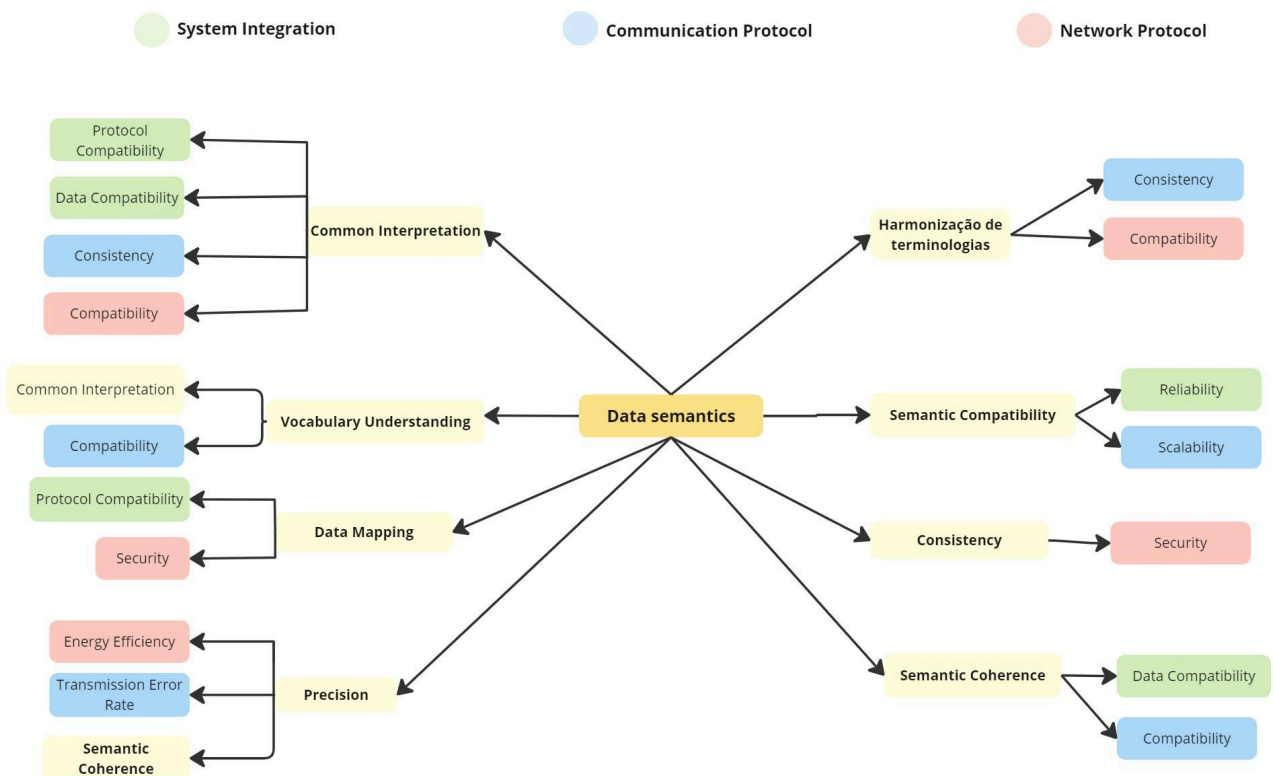 System Integration
Communication Protocol
Network Protocol
Protocol
Compatibility
Data Compatibility
Consistency
Compatibility
Common Interpretation
Common Interpretation
Compatibility
Vocabulary Understanding
Protocol Compatibility
Security
Data Mapping
Energy Efficiency
Transmission Error
Rate
Semantic
Coherence
Precision
Data semantics
Harmonização de
terminologias
Consistency
Compatibility
Semantic Compatibility
Reliability
Scalability
Consistency
Security
Semantic Coherence
Data Compatibility
Compatibility